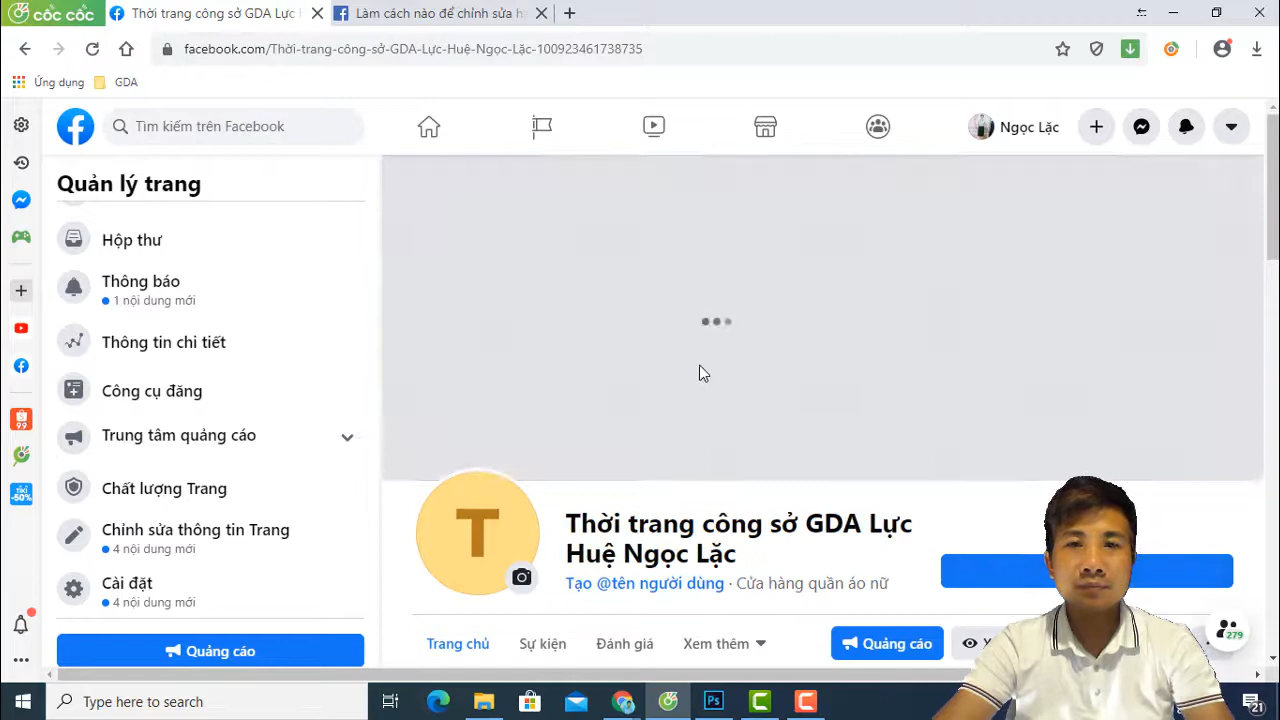 cốc cốc
Thời trang công sở GDA Lực
Làm cách nào để chỉnh sửa
facebook.com/Thời-trang-công-sở-GDA-Lực-Huệ-Ngọc-Lặc-100923461738735
Ứng dụng
GDA
Tìm kiếm trên Facebook
Ngọc Lặc
Quản lý trang
Hộp thư
Thông báo
1 nội dung mới
Thông tin chi tiết
Công cụ đăng
Trung tâm quảng cáo
Chất lượng Trang
Chỉnh sửa thông tin Trang
4 nội dung mới
Cài đặt
4 nội dung mới
Quảng cáo
T
Thời trang công sở GDA Lực
Huệ Ngọc Lặc
Tạo @tên người dùng · Cửa hàng quần áo nữ
Trang chủ
Sự kiện
Đánh giá
Xem thêm
Quảng cáo
279
99
TIKI
-50%
Type here to search
Ps
21